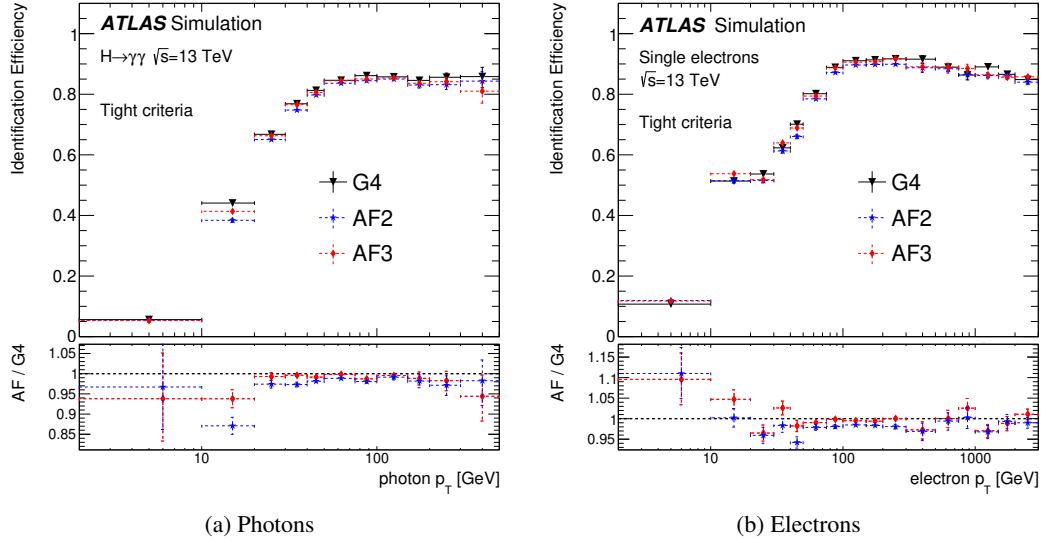 ATLAS Simulation
H→γγ √s=13 TeV
Tight criteria
G4
AF2
AF3
Identification Efficiency
1
0.8
0.6
0.4
0.2
0
AF / G4
1.05
1
0.95
0.9
0.85
10
100
photon p_T [GeV]
(a) Photons
ATLAS Simulation
Single electrons
√s=13 TeV
Tight criteria
G4
AF2
AF3
Identification Efficiency
1
0.8
0.6
0.4
0.2
0
AF / G4
1.15
1.1
1.05
1
0.95
10
100
1000
electron p_T [GeV]
(b) Electrons